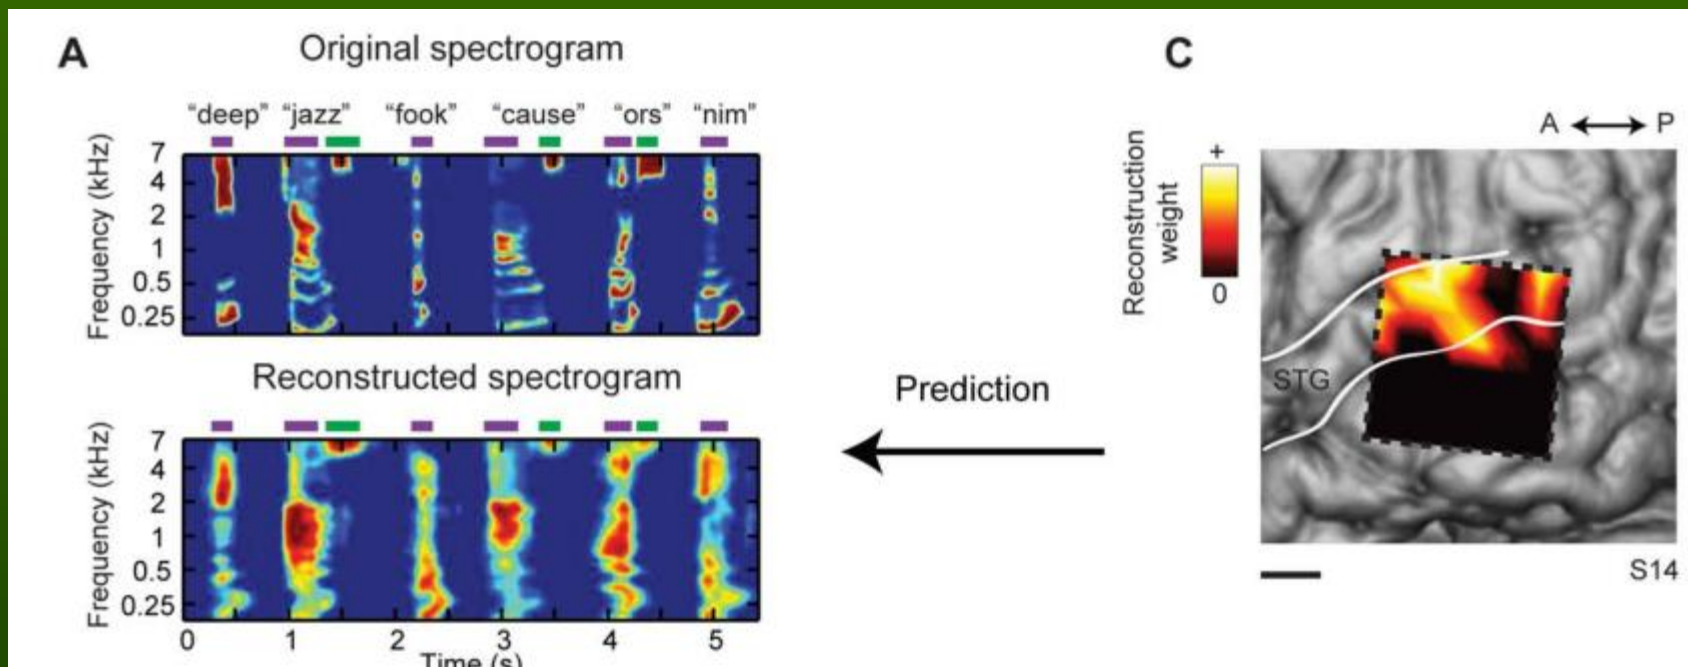 A
Original spectrogram
“deep” “jazz” “fook” “cause” “ors” “nim”
Frequency (kHz)
7
4
2
1
0.5
0.25
Reconstructed spectrogram
Frequency (kHz)
7
4
2
1
0.5
0.25
0 1 2 3 4 5
Time (s)
Prediction
C
A P
Reconstruction
weight
+
0
STG
S14